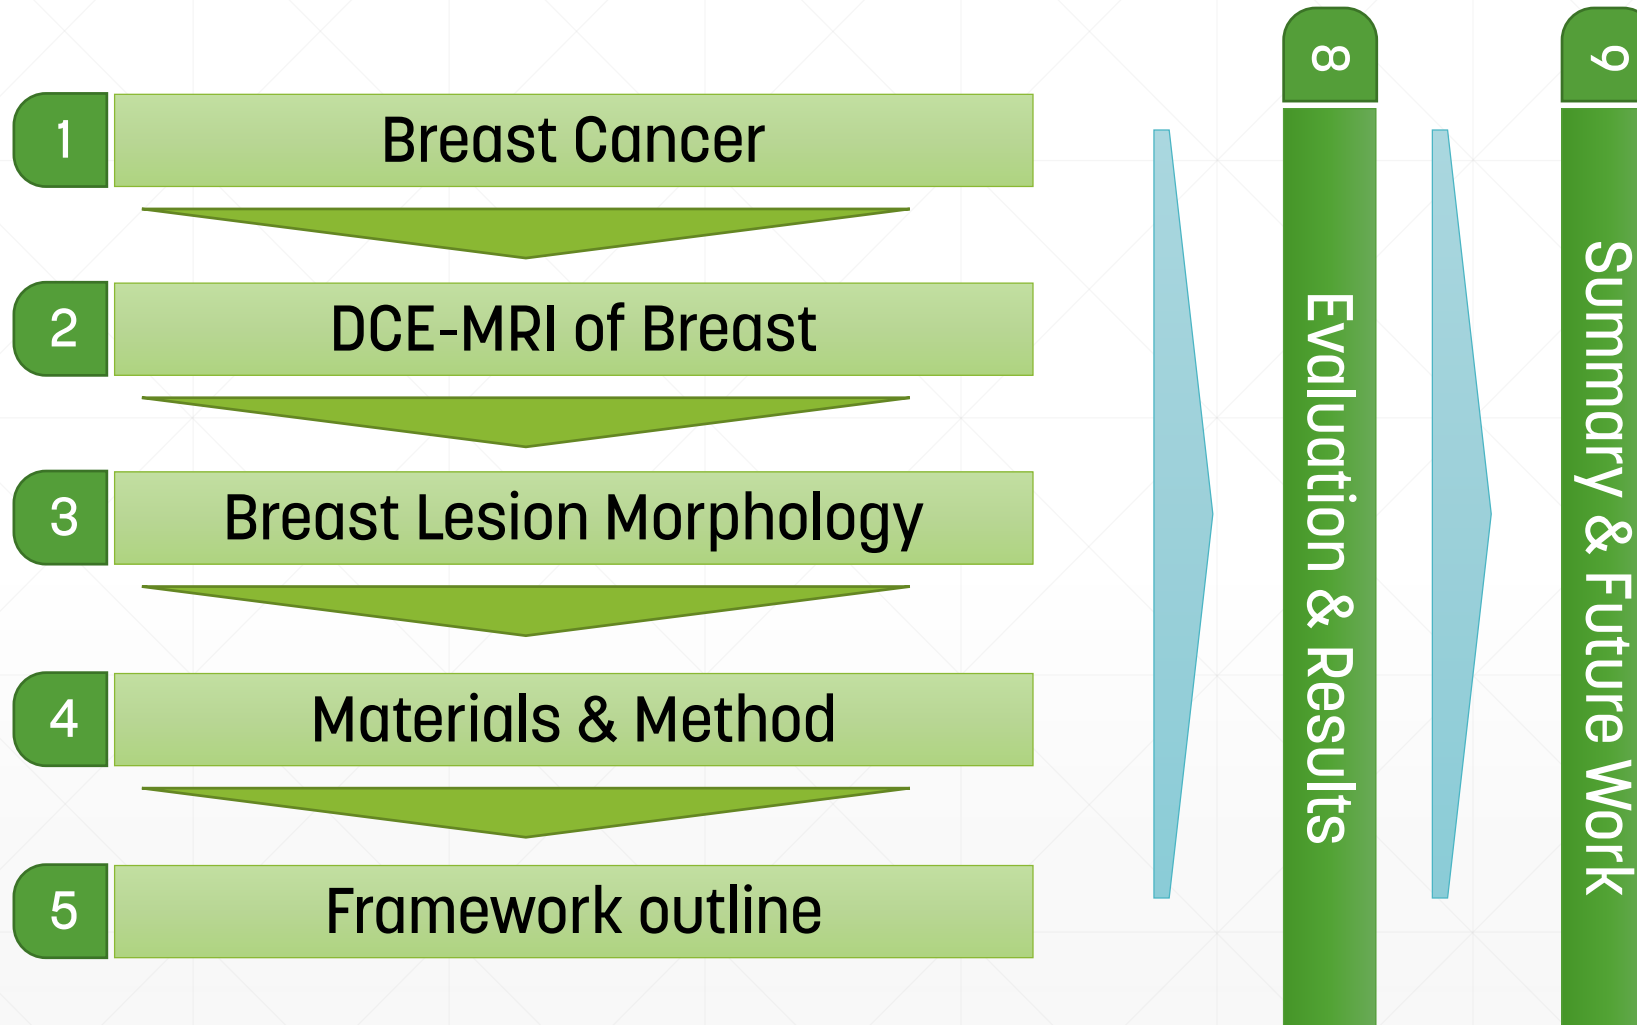 1
Breast Cancer
2
DCE-MRI of Breast
3
Breast Lesion Morphology
4
Materials & Method
5
Framework outline
8
Evaluation & Results
9
Summary & Future Work